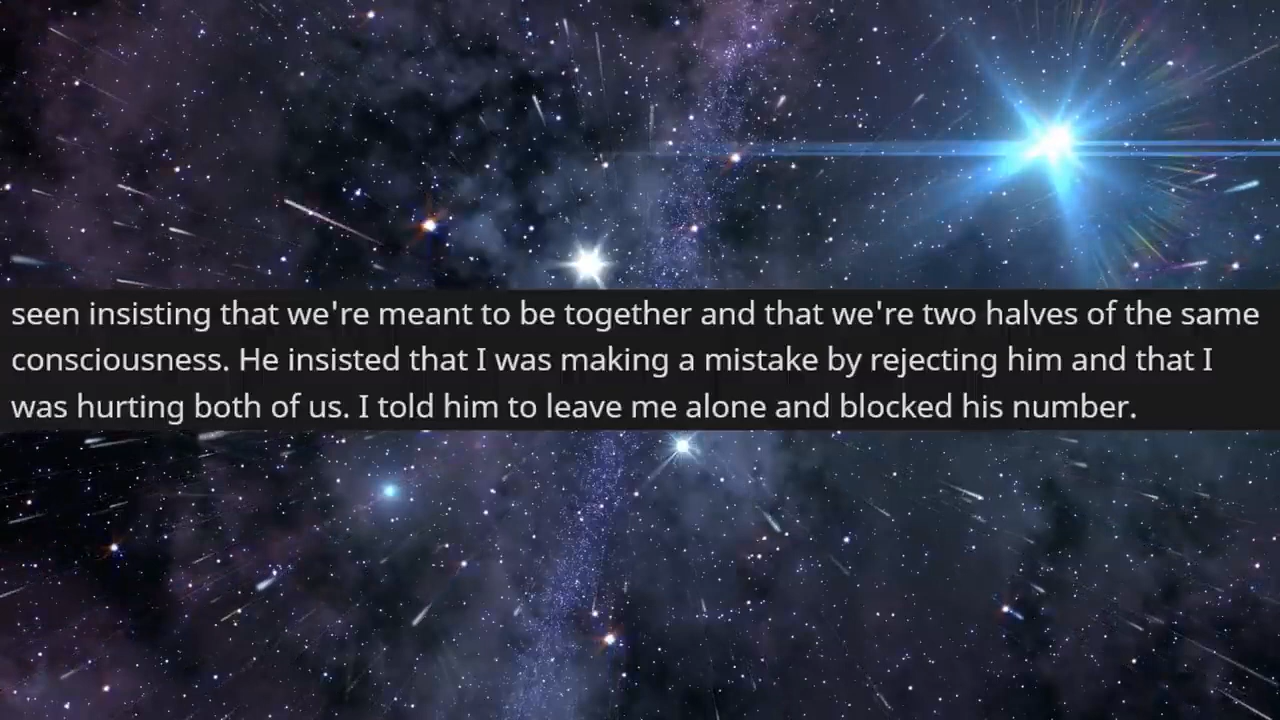 seen insisting that we're meant to be together and that we're two halves of the same
consciousness. He insisted that I was making a mistake by rejecting him and that I
was hurting both of us. I told him to leave me alone and blocked his number.